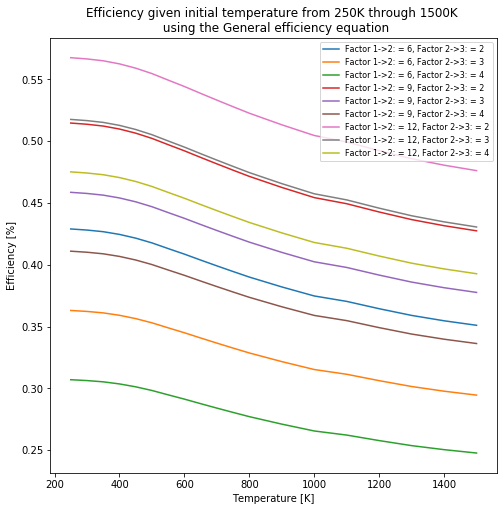 Efficiency given initial temperature from 250K through 1500K
using the General efficiency equation
Factor 1->2: = 6, Factor 2->3: = 2
Factor 1->2: = 6, Factor 2->3: = 3
Factor 1->2: = 6, Factor 2->3: = 4
Factor 1->2: = 9, Factor 2->3: = 2
Factor 1->2: = 9, Factor 2->3: = 3
Factor 1->2: = 9, Factor 2->3: = 4
Factor 1->2: = 12, Factor 2->3: = 2
Factor 1->2: = 12, Factor 2->3: = 3
Factor 1->2: = 12, Factor 2->3: = 4
Efficiency [%]
0.55
0.50
0.45
0.40
0.35
0.30
0.25
200 400 600 800 1000 1200 1400
Temperature [K]